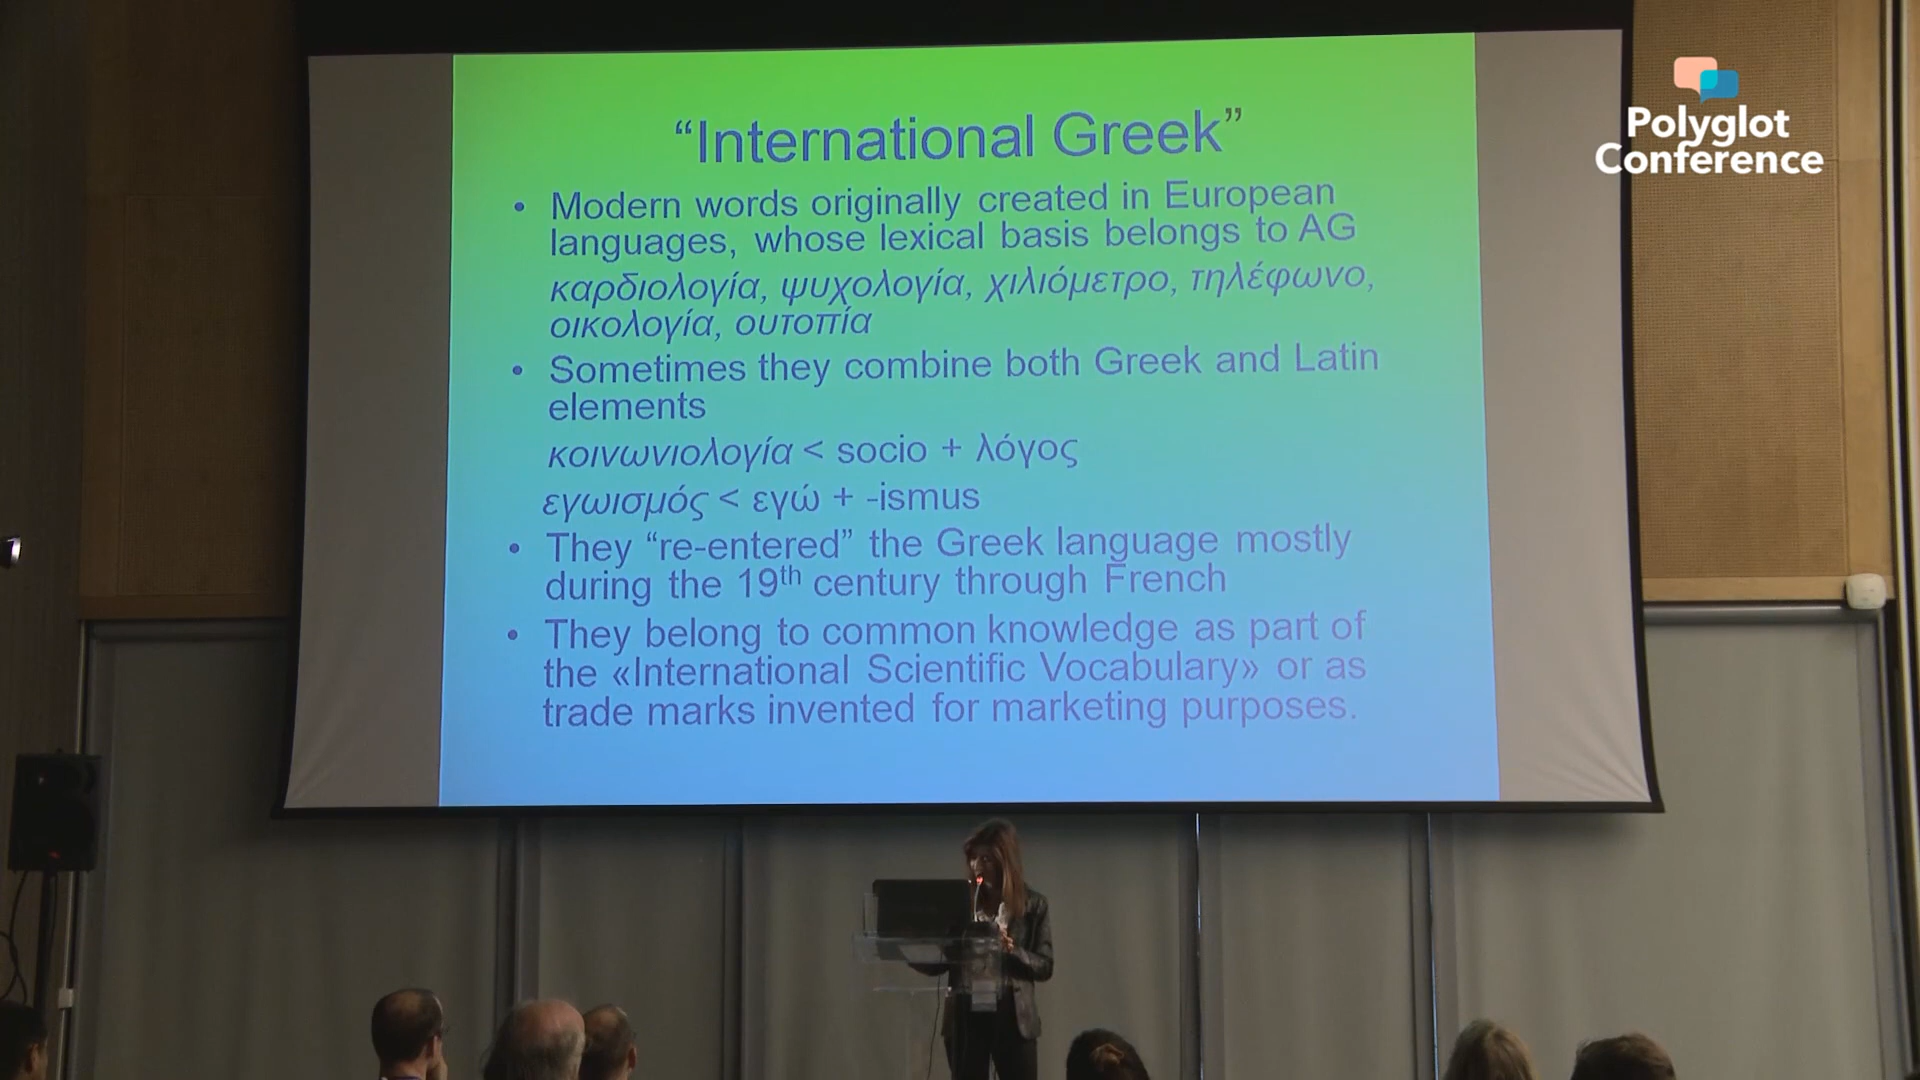 Polyglot
Conference
“International Greek”
• Modern words originally created in European
languages, whose lexical basis belongs to AG
καρδιολογία, ψυχολογία, χιλιόμετρο, τηλέφωνο,
οικολογία, ουτοπία
• Sometimes they combine both Greek and Latin
elements
κοινωνιολογία < socio + λόγος
εγωισμός < εγώ + -ismus
• They “re-entered” the Greek language mostly
during the 19th century through French
• They belong to common knowledge as part of
the «International Scientific Vocabulary» or as
trade marks invented for marketing purposes.